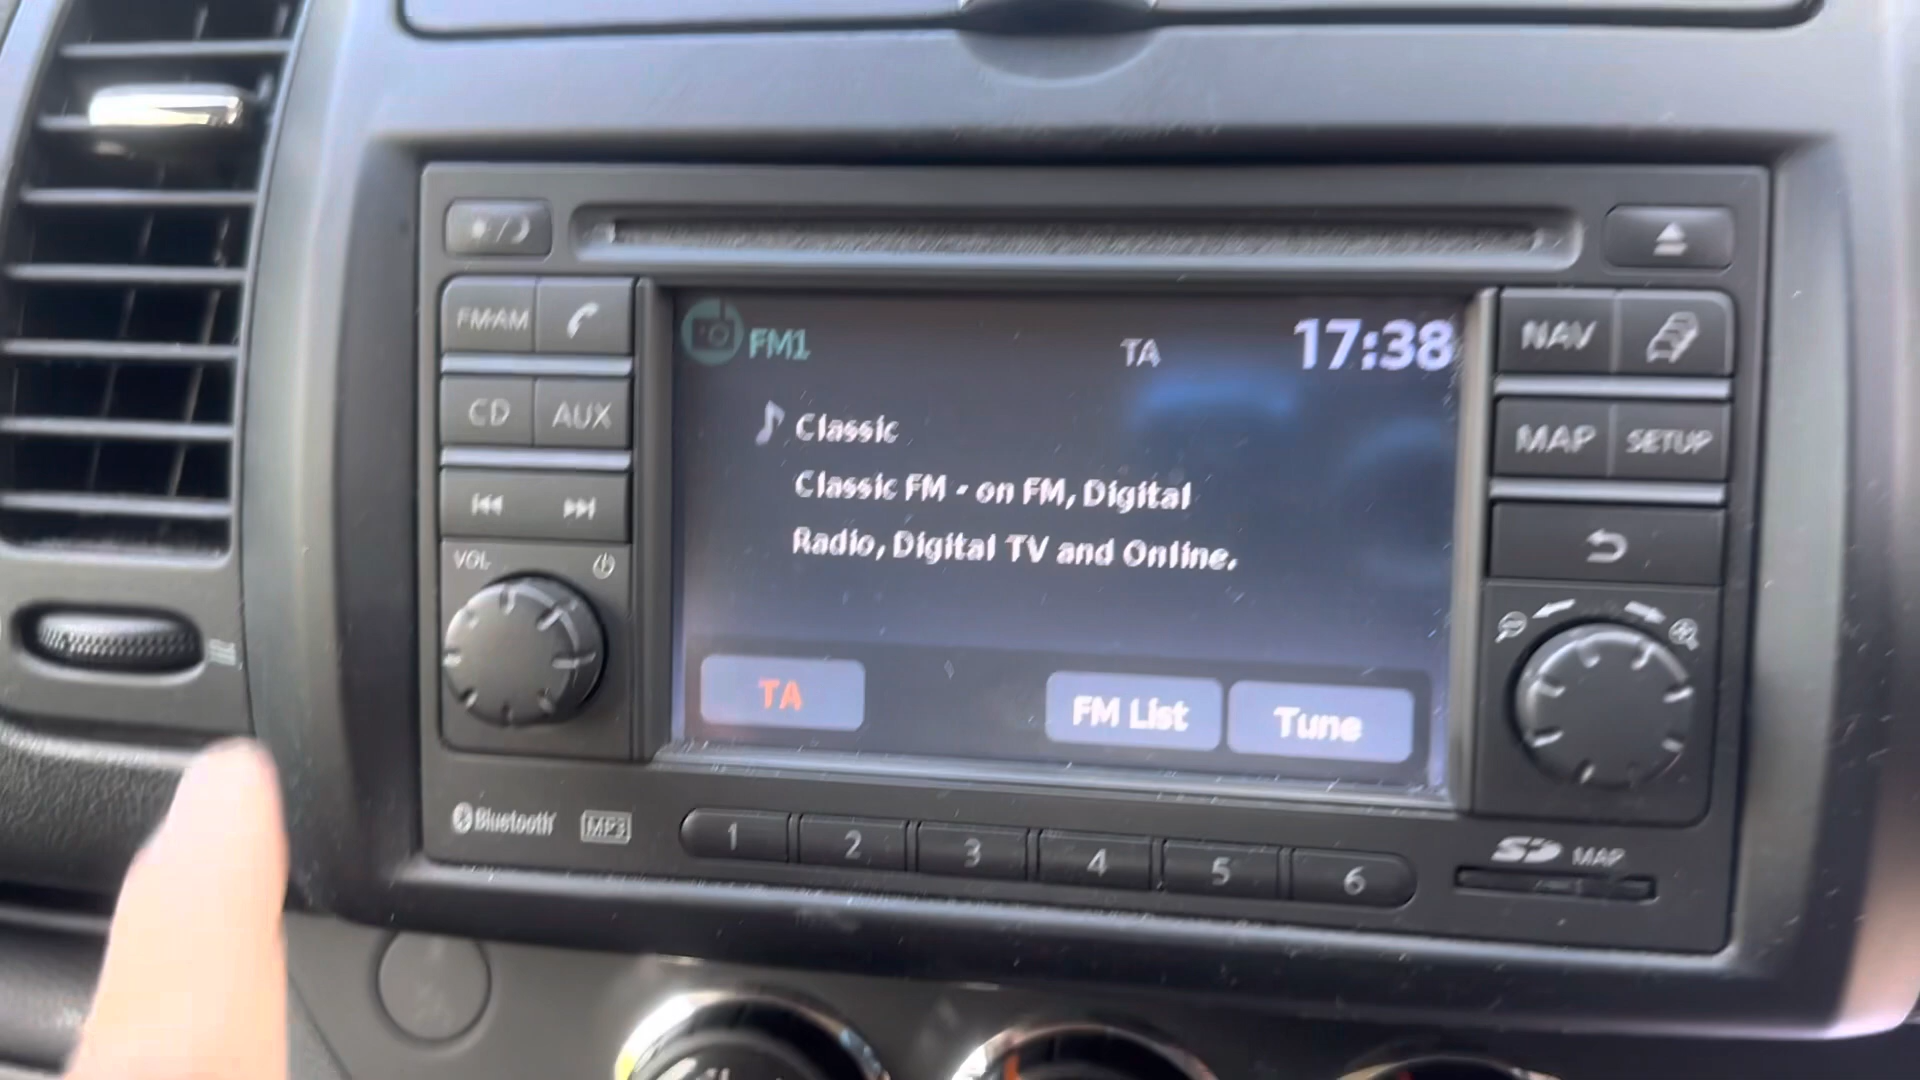 FM·AM
CD
AUX
VOL
FM1
TA
17:38
Classic
Classic FM - on FM, Digital
Radio, Digital TV and Online.
TA
FM List
Tune
NAV
MAP
SETUP
Bluetooth
MP3
1
2
3
4
5
6
SD
MAP